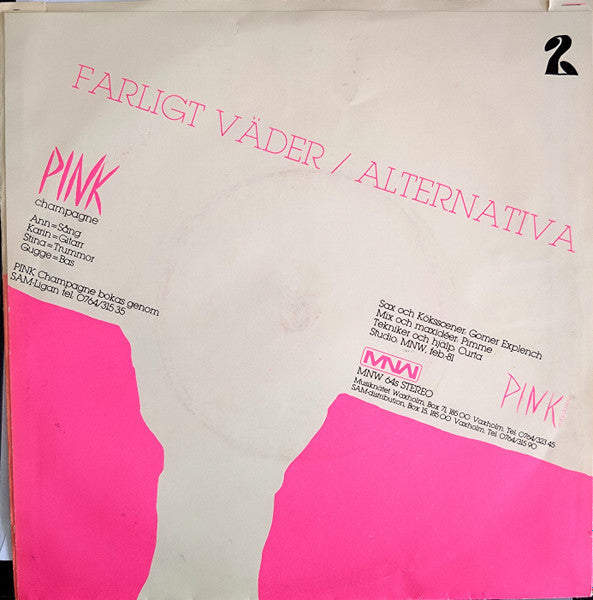 2
FARLIGT VÄDER / ALTERNATIVA
PINK
champagne
Ann=Sång
Karin=Gitarr
Stina=Trummor
Gugge=Bas
PINK Champagne bokas genom
SAM-Ligan tel. 0764/315 35
Sax och Köksscener, Gomer Explench
Mix och maxidéer, Pimme
Tekniker och hjälp, Curta
Studio, MNW, feb 81
MNW
MNW 64s STEREO
Musiknätet Waxholm, Box 71, 185 00 Vaxholm. Tel. 0764/323 45
SAM-distribution, Box 15, 185 00 Vaxholm. Tel. 0764/315 90
PINK